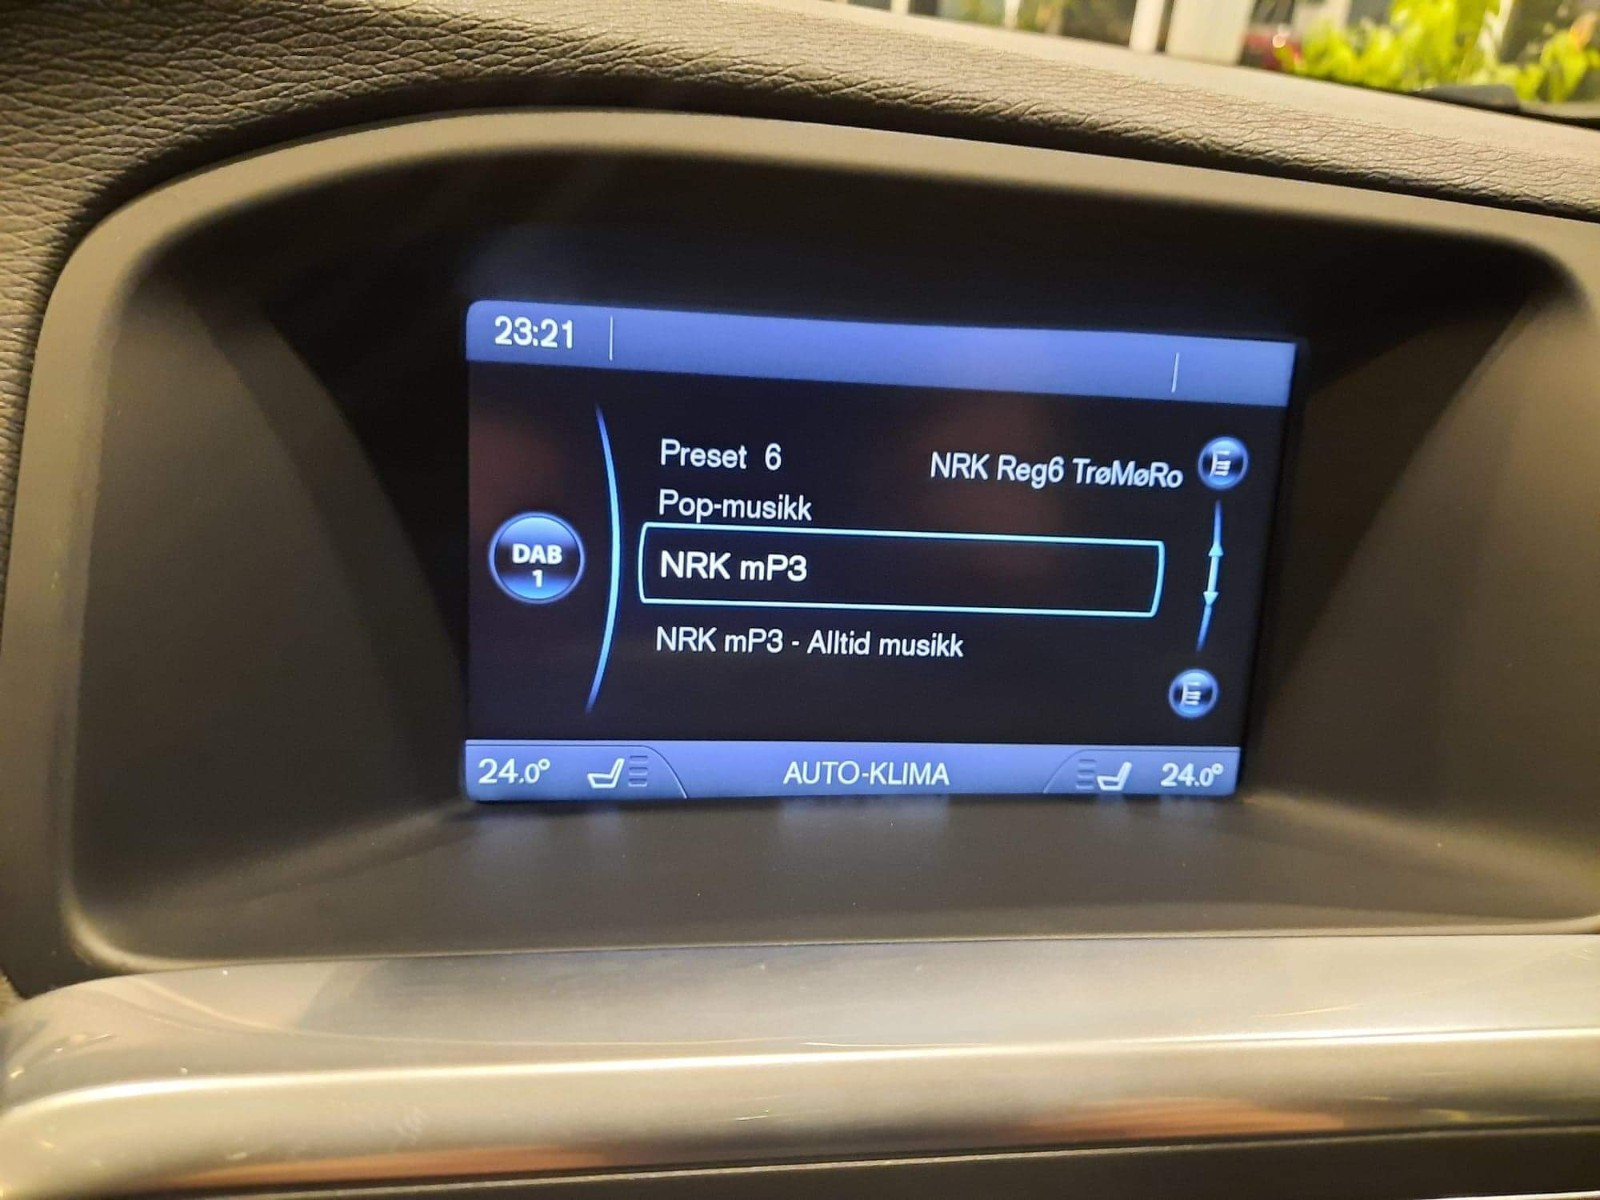 23:21
Preset 6
NRK Reg6 TrøMøRo
Pop-musikk
DAB
1
NRK mP3
NRK mP3 - Alltid musikk
24.0°
AUTO-KLIMA
24.0°